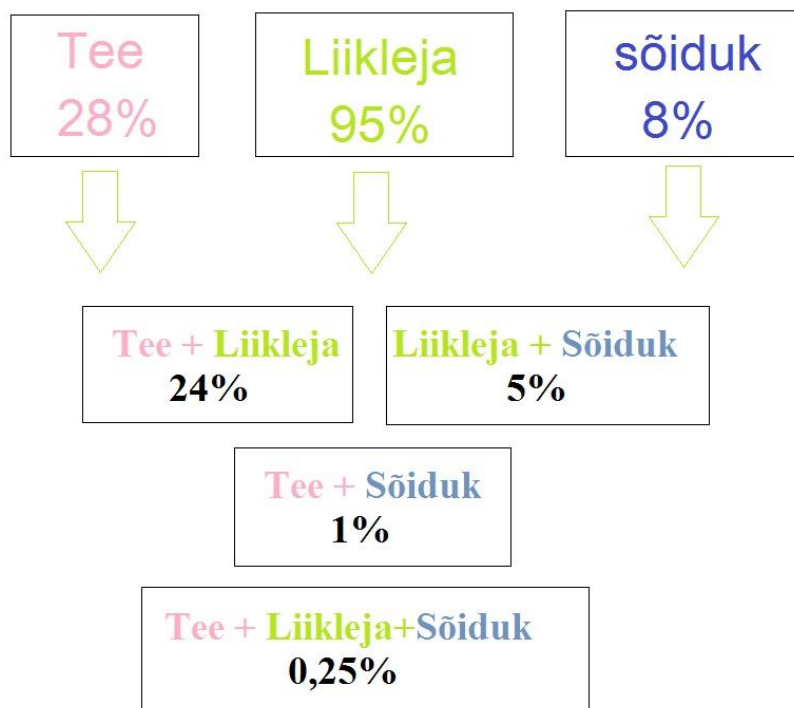 Tee
28%
Liikleja
95%
sõiduk
8%
Tee + Liikleja
24%
Liikleja + Sõiduk
5%
Tee + Sõiduk
1%
Tee + Liikleja+Sõiduk
0,25%